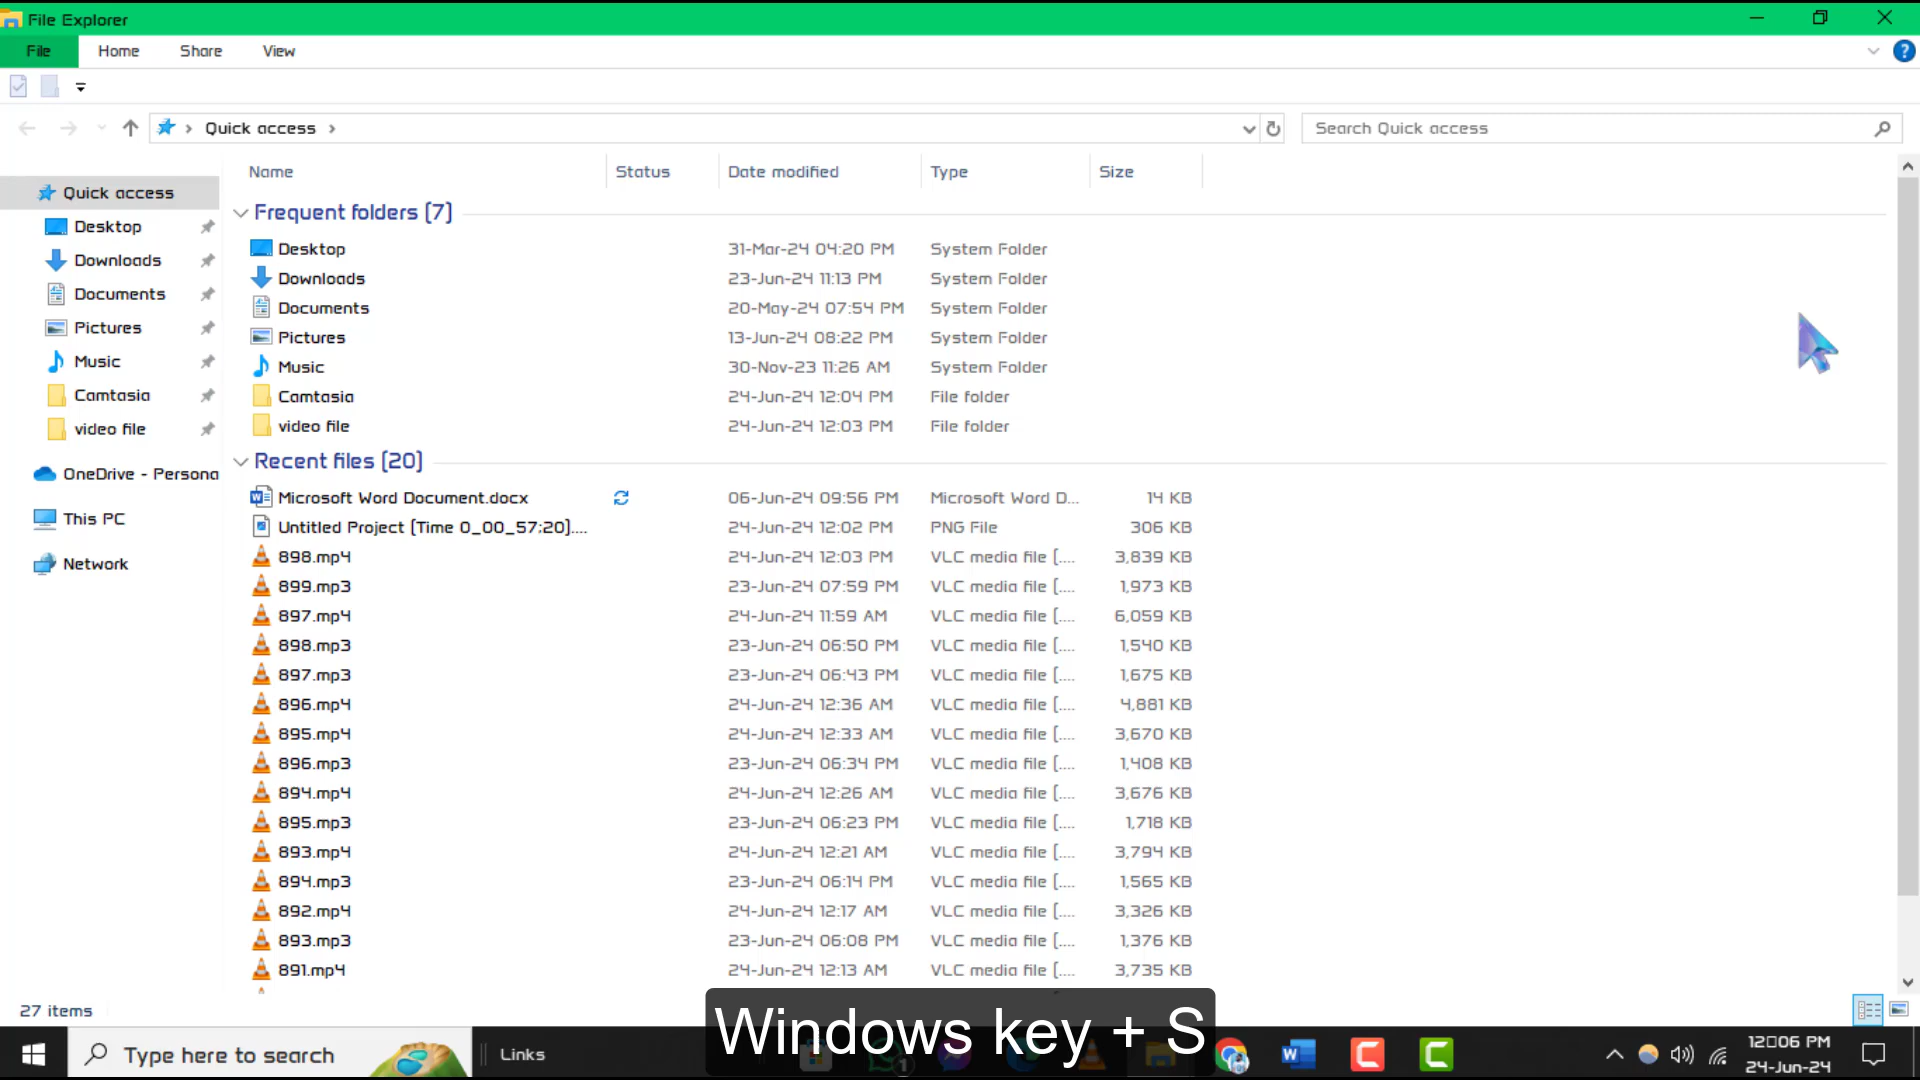 File Explorer
File Home Share View
Quick access
Search Quick access
Name Status Date modified Type Size
Quick access
Desktop
Downloads
Documents
Pictures
Music
Camtasia
video file
OneDrive - Persona
This PC
Network
Frequent folders (7)
Desktop 31-Mar-24 04:20 PM System Folder
Downloads 23-Jun-24 11:13 PM System Folder
Documents 20-May-24 07:54 PM System Folder
Pictures 13-Jun-24 08:22 PM System Folder
Music 30-Nov-23 11:26 AM System Folder
Camtasia 24-Jun-24 12:04 PM File folder
video file 24-Jun-24 12:03 PM File folder
Recent files (20)
Microsoft Word Document.docx 06-Jun-24 09:56 PM Microsoft Word D... 14 KB
Untitled Project (Time 0_00_57;20).... 24-Jun-24 12:02 PM PNG File 306 KB
898.mp4 24-Jun-24 12:03 PM VLC media file (.... 3,839 KB
899.mp3 23-Jun-24 07:59 PM VLC media file (.... 1,973 KB
897.mp4 24-Jun-24 11:59 AM VLC media file (.... 6,059 KB
898.mp3 23-Jun-24 06:50 PM VLC media file (.... 1,540 KB
897.mp3 23-Jun-24 06:43 PM VLC media file (.... 1,675 KB
896.mp4 24-Jun-24 12:36 AM VLC media file (.... 4,881 KB
895.mp4 24-Jun-24 12:33 AM VLC media file (.... 3,670 KB
896.mp3 23-Jun-24 06:34 PM VLC media file (.... 1,408 KB
894.mp4 24-Jun-24 12:26 AM VLC media file (.... 3,676 KB
895.mp3 23-Jun-24 06:23 PM VLC media file (.... 1,718 KB
893.mp4 24-Jun-24 12:21 AM VLC media file (.... 3,794 KB
894.mp3 23-Jun-24 06:14 PM VLC media file (.... 1,565 KB
892.mp4 24-Jun-24 12:17 AM VLC media file (.... 3,326 KB
893.mp3 23-Jun-24 06:08 PM VLC media file (.... 1,376 KB
891.mp4 24-Jun-24 12:13 AM VLC media file (.... 3,735 KB
27 items
Windows key + S
Type here to search
Links
12▯06 PM
24-Jun-24